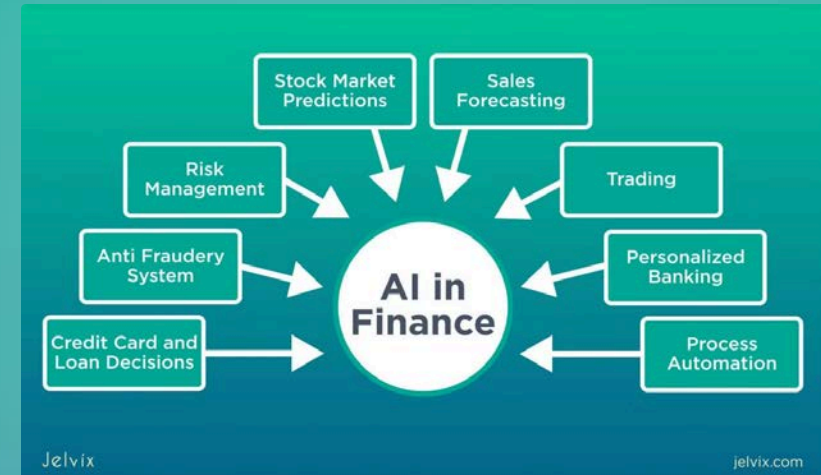 Stock Market
Predictions
Sales
Forecasting
Risk
Management
Trading
Anti Fraudery
System
Personalized
Banking
Credit Card and
Loan Decisions
Process
Automation
AI in
Finance
Jelvix
jelvix.com